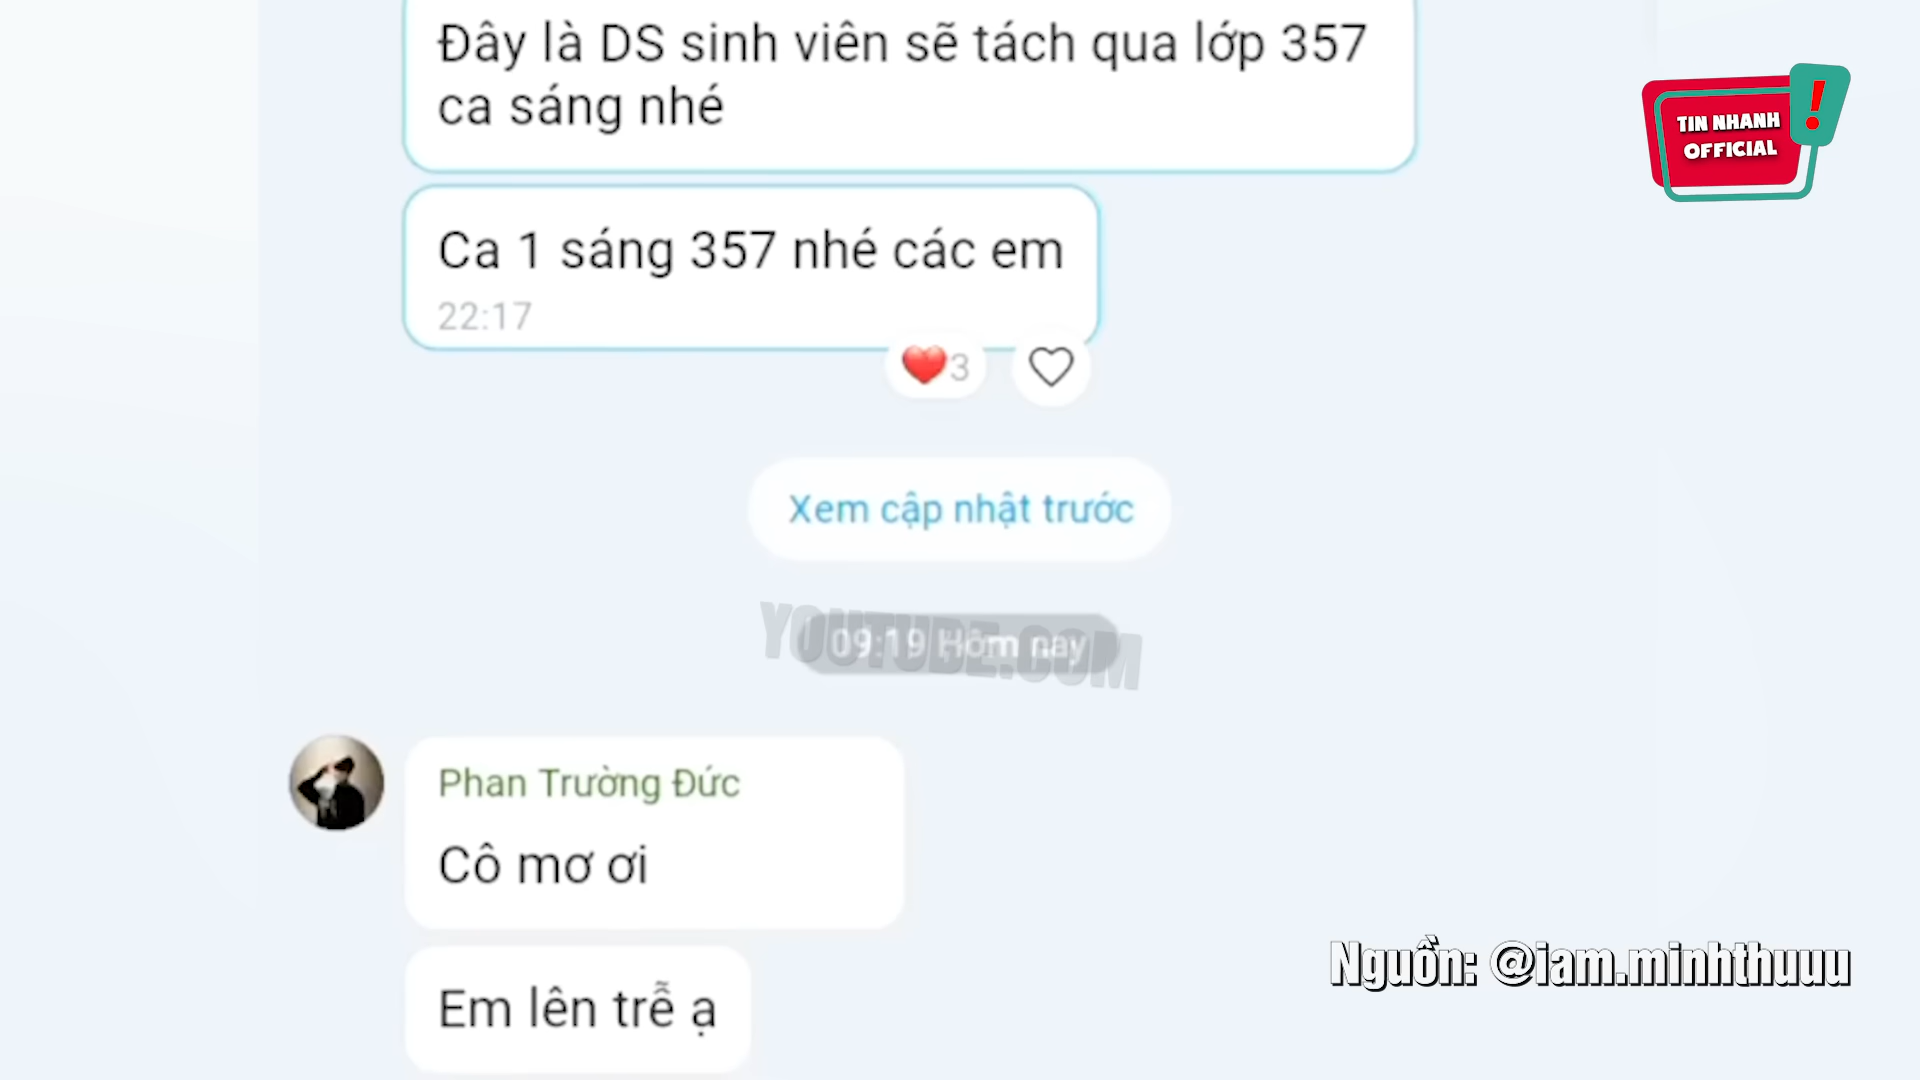 Đây là DS sinh viên sẽ tách qua lớp 357
ca sáng nhé
TIN NHANH
OFFICIAL
!
Ca 1 sáng 357 nhé các em
22:17
3
Xem cập nhật trước
09:19 Hôm nay
YOUTUBE.COM
Phan Trường Đức
Cô mơ ơi
Nguồn: @iam.minhthuuu
Em lên trễ ạ